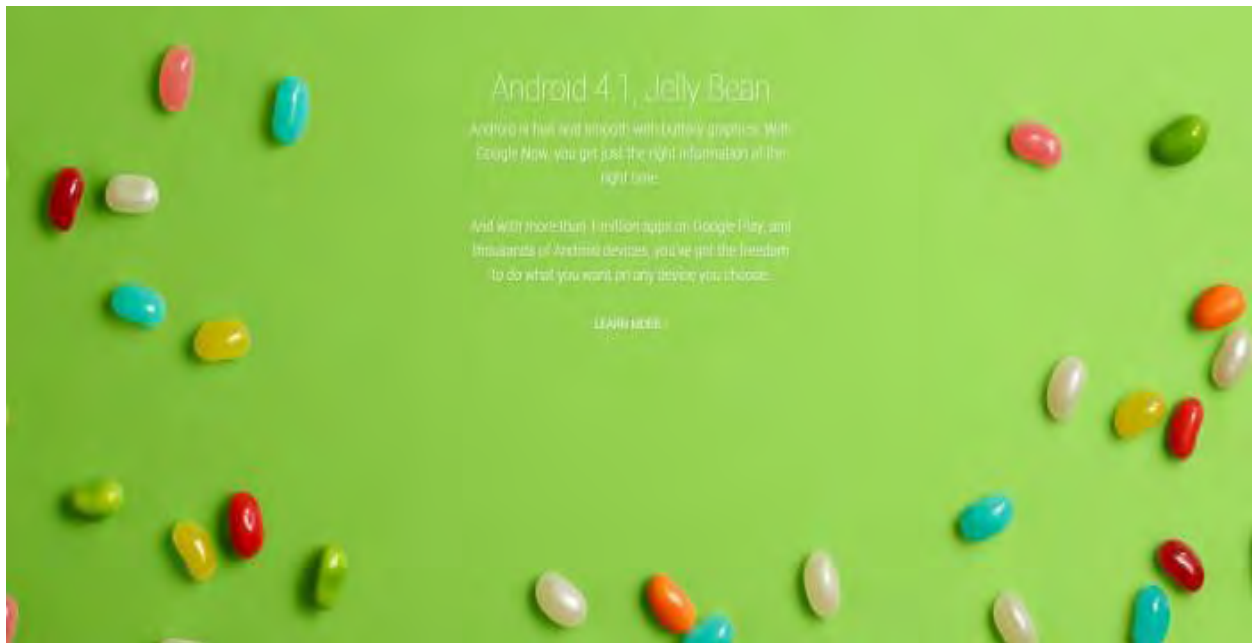 Android 4.1, Jelly Bean
Android is fast and smooth with buttery graphics. With
Google Now, you get just the right information at the
right time.
And with more than 1 million apps on Google Play, and
thousands of Android devices, you've got the freedom
to do what you want on any device you choose.
LEARN MORE